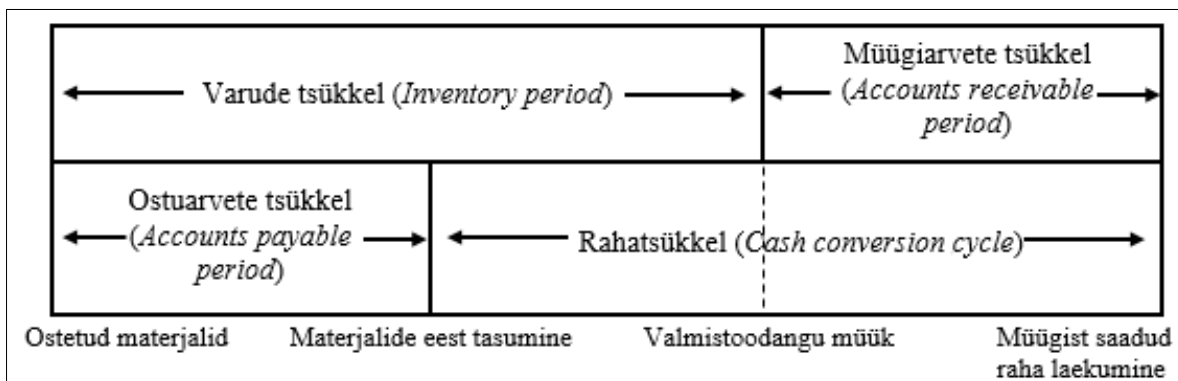 Varude tsükkel (Inventory period)
Müügiarvete tsükkel
(Accounts receivable
period)
Ostuarvete tsükkel
(Accounts payable
period)
Rahatsükkel (Cash conversion cycle)
Ostetud materjalid
Materjalide eest tasumine
Valmistoodangu müük
Müügist saadud
raha laekumine